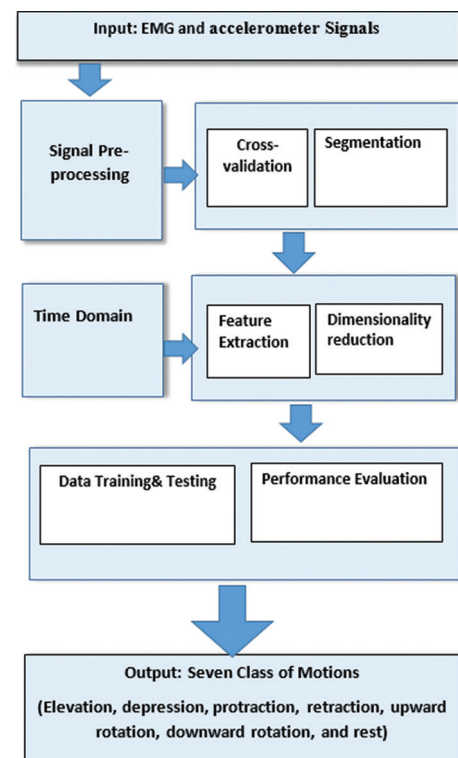 Input: EMG and accelerometer Signals
Signal Pre-
processing
Cross-
validation
Segmentation
Time Domain
Feature
Extraction
Dimensionality
reduction
Data Training& Testing
Performance Evaluation
Output: Seven Class of Motions
(Elevation, depression, protraction, retraction, upward
rotation, downward rotation, and rest)